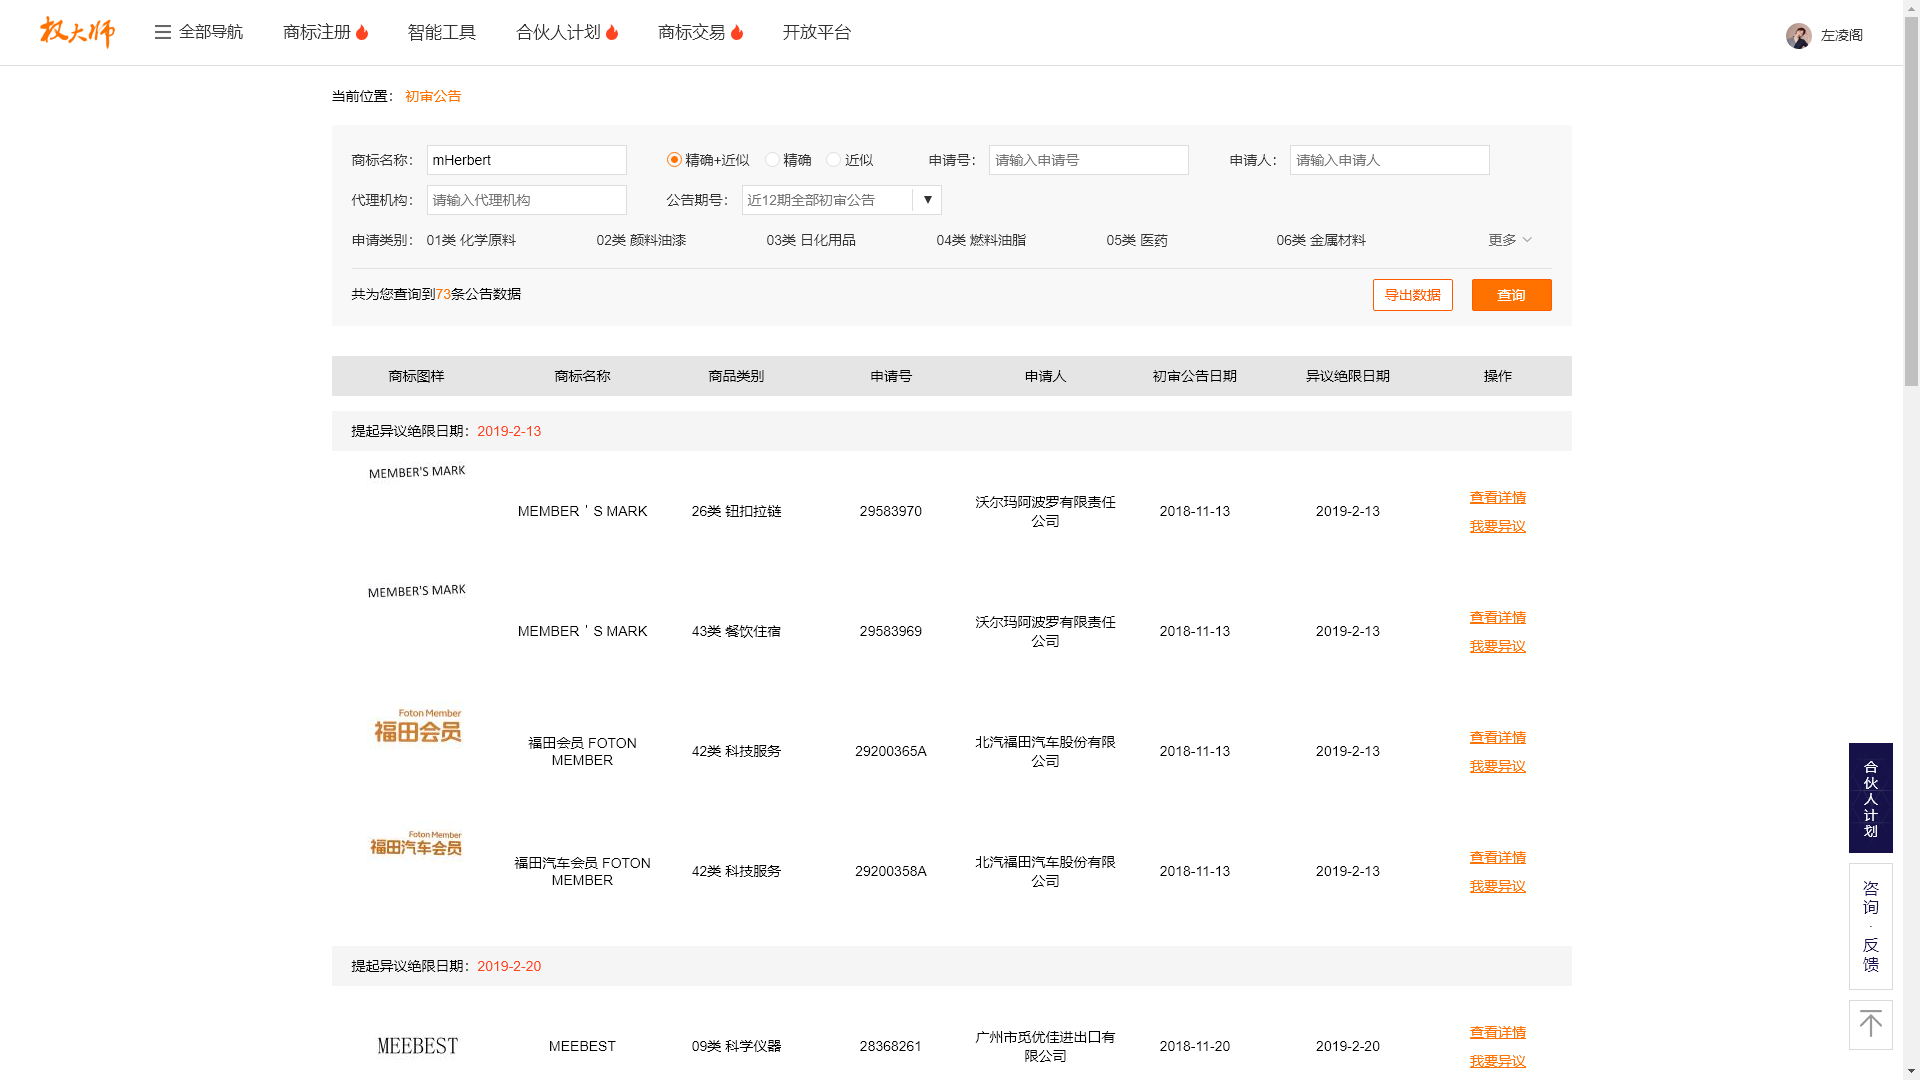 权大师
全部导航
商标注册
智能工具
合伙人计划
商标交易
开放平台
左凌阁
当前位置： 初审公告
商标名称： mHerbert 精确+近似 精确 近似 申请号： 请输入申请号 申请人： 请输入申请人
代理机构： 请输入代理机构 公告期号： 近12期全部初审公告 ▼
申请类别： 01类 化学原料 02类 颜料油漆 03类 日化用品 04类 燃料油脂 05类 医药 06类 金属材料 更多
共为您查询到73条公告数据 导出数据 查询
商标图样 商标名称 商品类别 申请号 申请人 初审公告日期 异议绝限日期 操作
提起异议绝限日期：2019-2-13
MEMBER'S MARK
MEMBER＇S MARK 26类 钮扣拉链 29583970 沃尔玛阿波罗有限责任
公司 2018-11-13 2019-2-13 查看详情
我要异议
MEMBER'S MARK
MEMBER＇S MARK 43类 餐饮住宿 29583969 沃尔玛阿波罗有限责任
公司 2018-11-13 2019-2-13 查看详情
我要异议
Foton Member
福田会员
福田会员 FOTON
MEMBER 42类 科技服务 29200365A 北汽福田汽车股份有限
公司 2018-11-13 2019-2-13 查看详情
我要异议
Foton Member
福田汽车会员
福田汽车会员 FOTON
MEMBER 42类 科技服务 29200358A 北汽福田汽车股份有限
公司 2018-11-13 2019-2-13 查看详情
我要异议
提起异议绝限日期：2019-2-20
MEEBEST
MEEBEST 09类 科学仪器 28368261 广州市觅优佳进出口有
限公司 2018-11-20 2019-2-20 查看详情
我要异议
合伙人计划
咨询·反馈